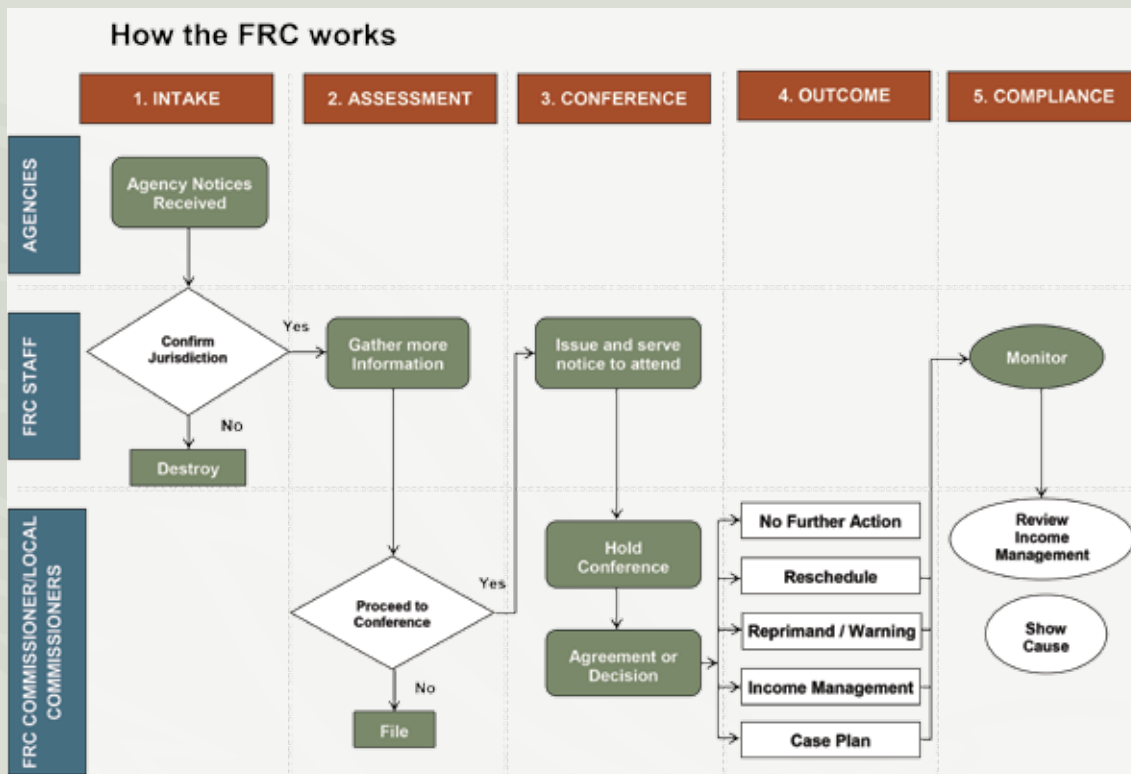 How the FRC works
1. INTAKE
2. ASSESSMENT
3. CONFERENCE
4. OUTCOME
5. COMPLIANCE
AGENCIES
Agency Notices
Received
FRC STAFF
Confirm
Jurisdiction
Yes
No
Destroy
Gather more
Information
Issue and serve
notice to attend
Monitor
FRC COMMISSIONER/LOCAL
COMMISSIONERS
Proceed to
Conference
Yes
No
File
Hold
Conference
Agreement or
Decision
No Further Action
Reschedule
Reprimand / Warning
Income Management
Case Plan
Review
Income
Management
Show
Cause